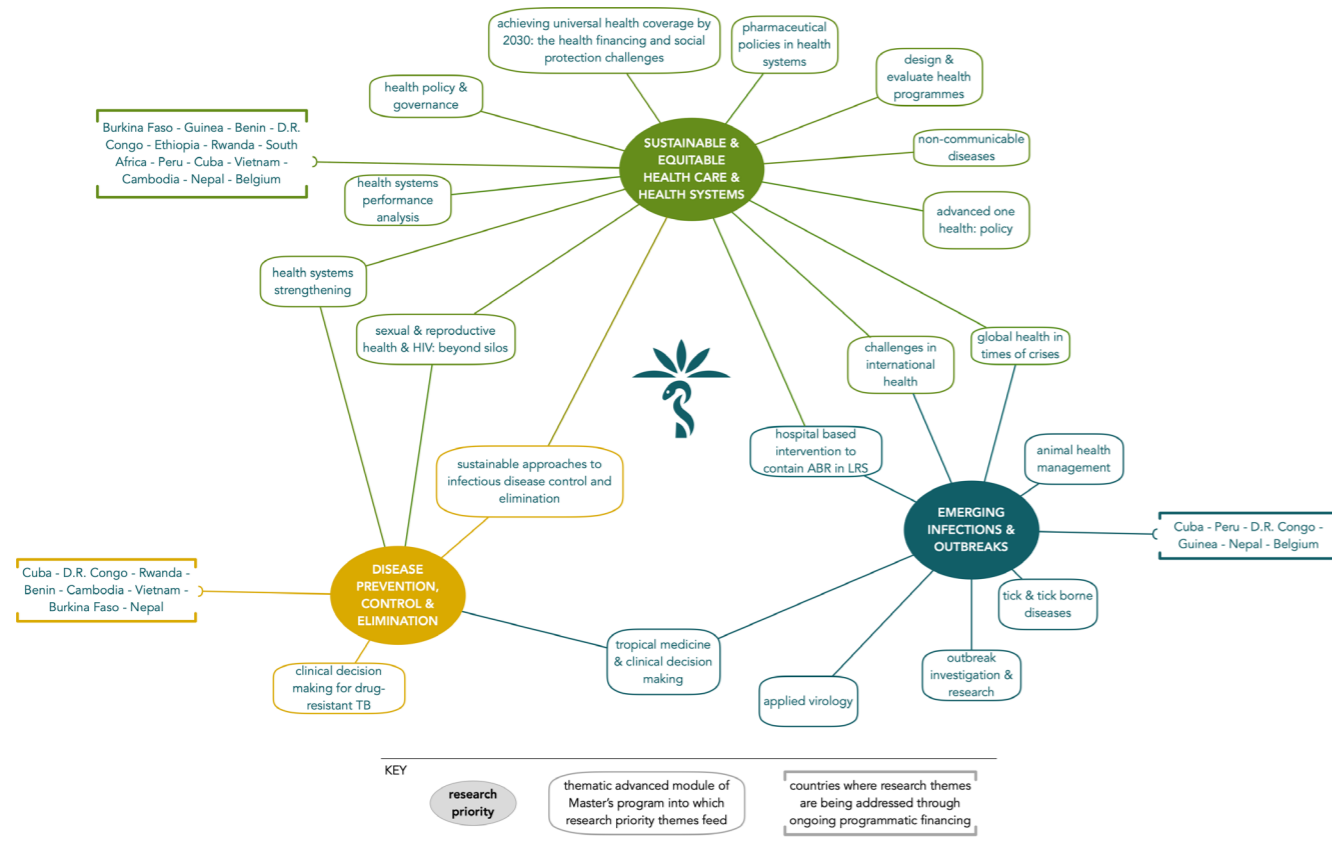 achieving universal health coverage by
2030: the health financing and social
protection challenges
pharmaceutical
policies in health
systems
design &
evaluate health
programmes
health policy &
governance
Burkina Faso - Guinea - Benin - D.R.
Congo - Ethiopia - Rwanda - South
Africa - Peru - Cuba - Vietnam -
Cambodia - Nepal - Belgium
SUSTAINABLE &
EQUITABLE
HEALTH CARE &
HEALTH SYSTEMS
non-communicable
diseases
health systems
performance
analysis
advanced one
health: policy
health systems
strengthening
sexual & reproductive
health & HIV: beyond silos
challenges in
international
health
global health in
times of crises
hospital based
intervention to
contain ABR in LRS
animal health
management
sustainable approaches to
infectious disease control and
elimination
EMERGING
INFECTIONS &
OUTBREAKS
Cuba - Peru - D.R. Congo -
Guinea - Nepal - Belgium
Cuba - D.R. Congo - Rwanda -
Benin - Cambodia - Vietnam -
Burkina Faso - Nepal
DISEASE
PREVENTION,
CONTROL &
ELIMINATION
tick & tick borne
diseases
tropical medicine
& clinical decision
making
outbreak
investigation &
research
clinical decision
making for drug-
resistant TB
applied virology
KEY
research
priority
thematic advanced module of
Master's program into which
research priority themes feed
countries where research themes
are being addressed through
ongoing programmatic financing